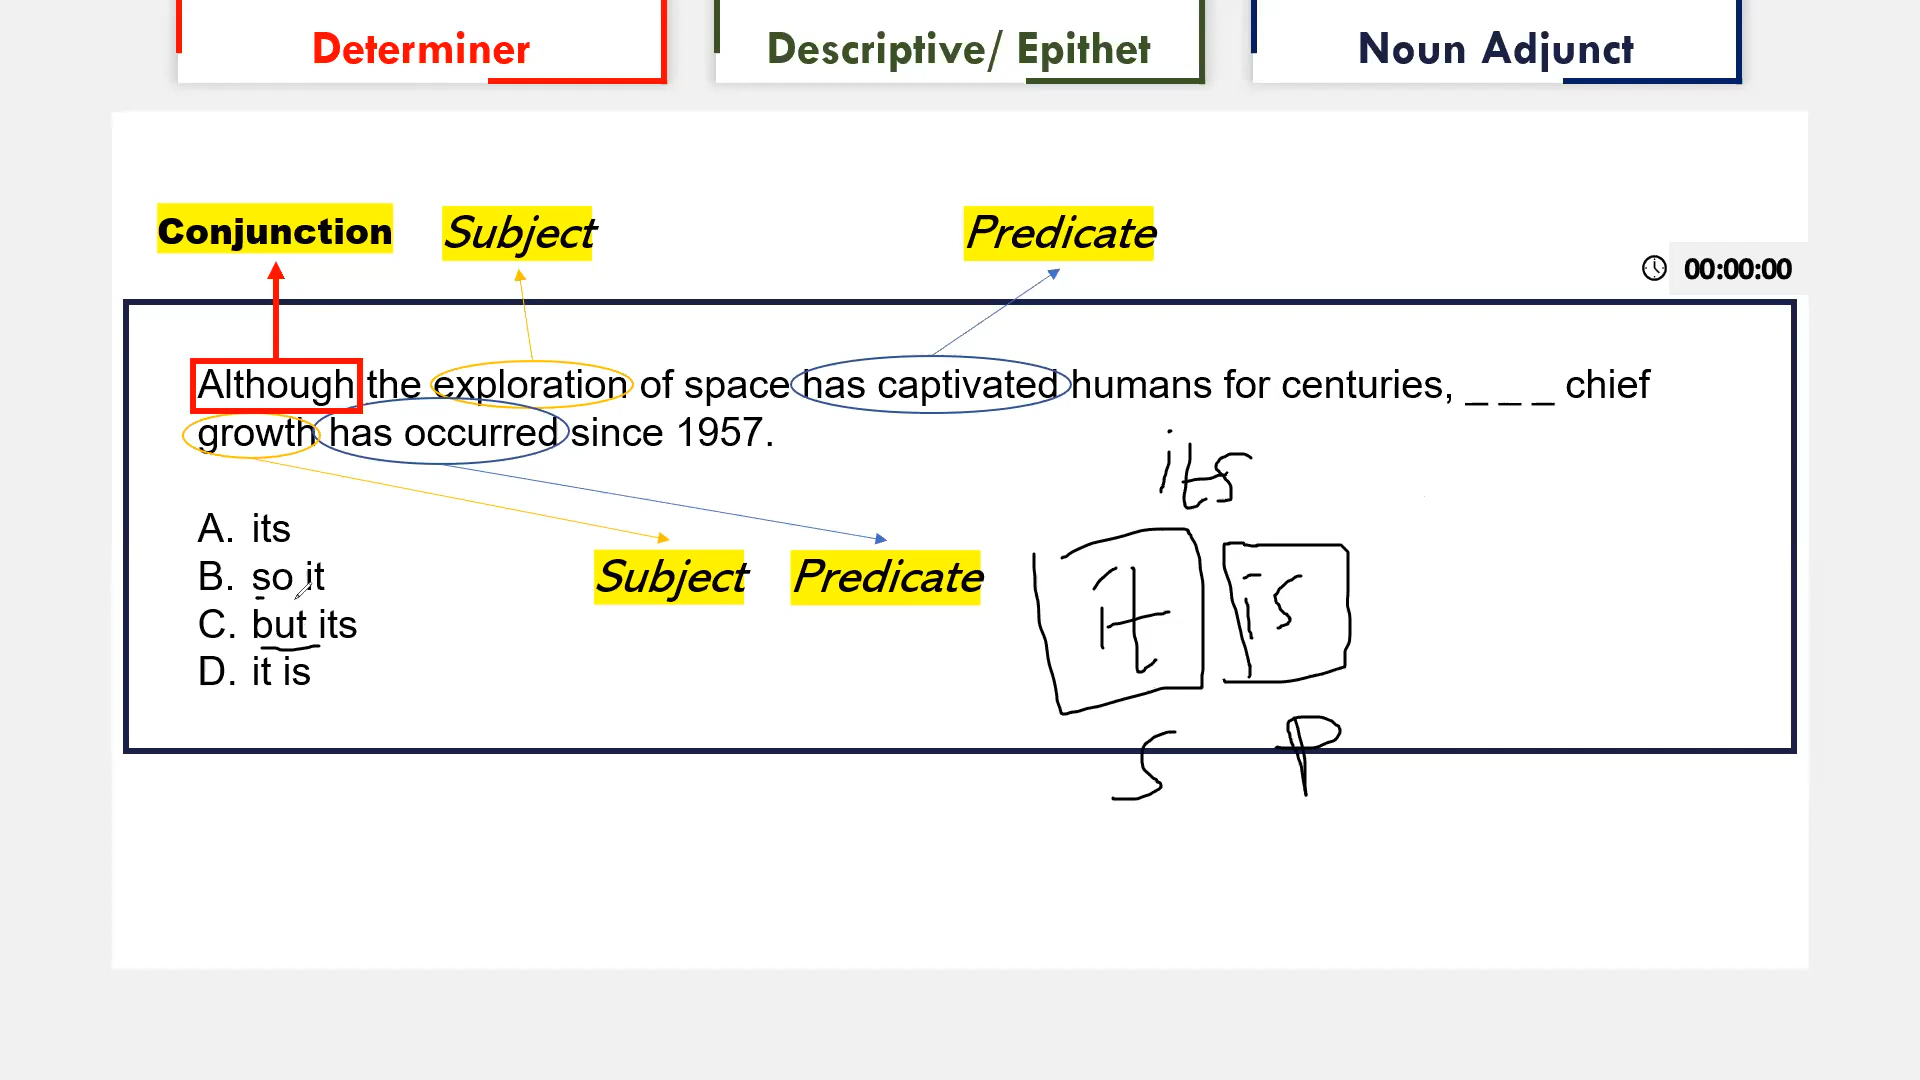 Determiner
Descriptive/ Epithet
Noun Adjunct
Conjunction
Subject
Predicate
00:00:00
Although the exploration of space has captivated humans for centuries, _ _ _ chief
growth has occurred since 1957.
its
A. its
B. so it
C. but its
D. it is
Subject
Predicate
it
is
S
P